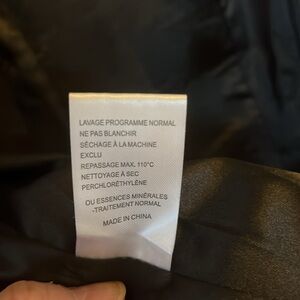 LAVAGE PROGRAMME NORMAL
NE PAS BLANCHIR
SÉCHAGE À LA MACHINE
EXCLU
REPASSAGE MAX. 110°C
NETTOYAGE À SEC
PERCHLORÉTHYLÈNE
OU ESSENCES MINÉRALES
-TRAITEMENT NORMAL
MADE IN CHINA